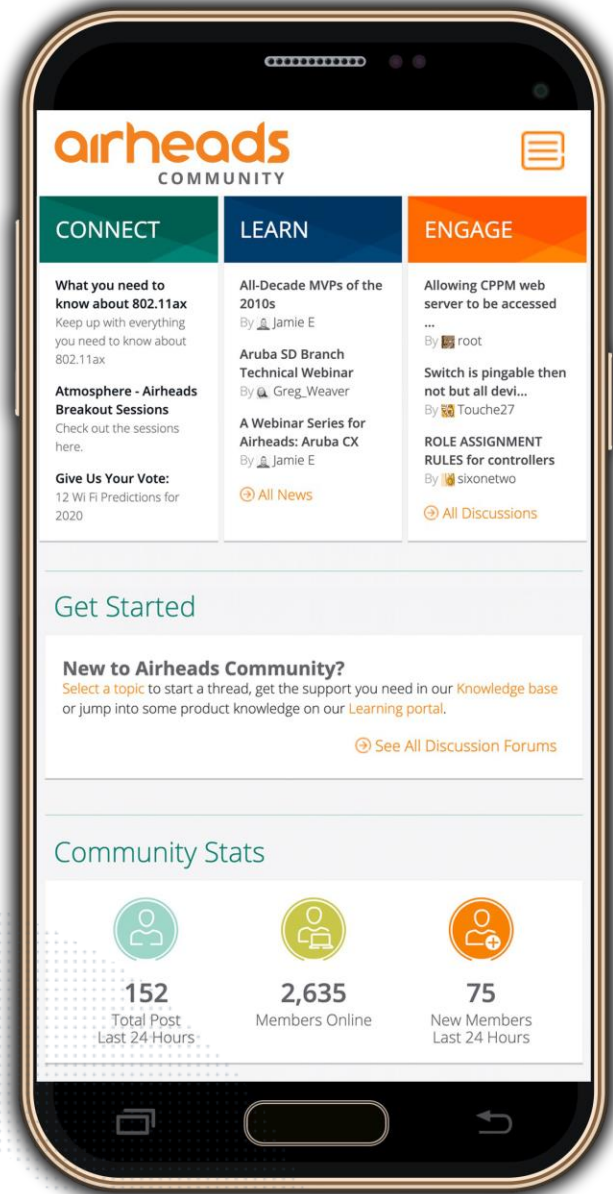 airheads
COMMUNITY
CONNECT
What you need to
know about 802.11ax
Keep up with everything
you need to know about
802.11ax
Atmosphere - Airheads
Breakout Sessions
Check out the sessions
here.
Give Us Your Vote:
12 Wi Fi Predictions for
2020
LEARN
All-Decade MVPs of the
2010s
By Jamie E
Aruba SD Branch
Technical Webinar
By Greg_Weaver
A Webinar Series for
Airheads: Aruba CX
By Jamie E
All News
ENGAGE
Allowing CPPM web
server to be accessed
...
By root
Switch is pingable then
not but all devi...
By Touche27
ROLE ASSIGNMENT
RULES for controllers
By sixonetwo
All Discussions
Get Started
New to Airheads Community?
Select a topic to start a thread, get the support you need in our Knowledge base
or jump into some product knowledge on our Learning portal.
See All Discussion Forums
Community Stats
152
Total Post
Last 24 Hours
2,635
Members Online
75
New Members
Last 24 Hours